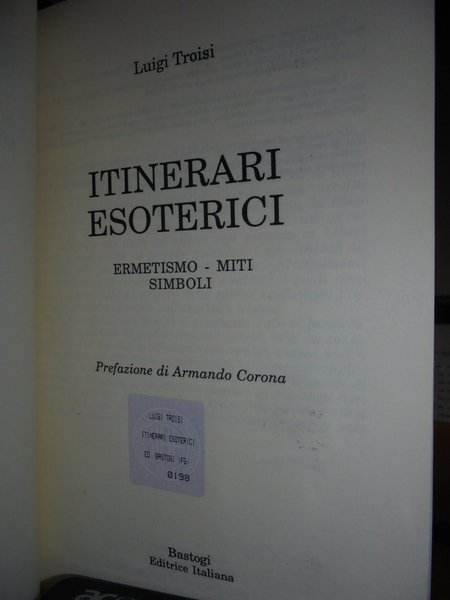 Luigi Troisi
ITINERARI
ESOTERICI
ERMETISMO - MITI
SIMBOLI
Prefazione di Armando Corona
LUIGI TROISI
ITINERARI ESOTERICI
ED. BASTOGI (FG)
0198
Bastogi
Editrice Italiana